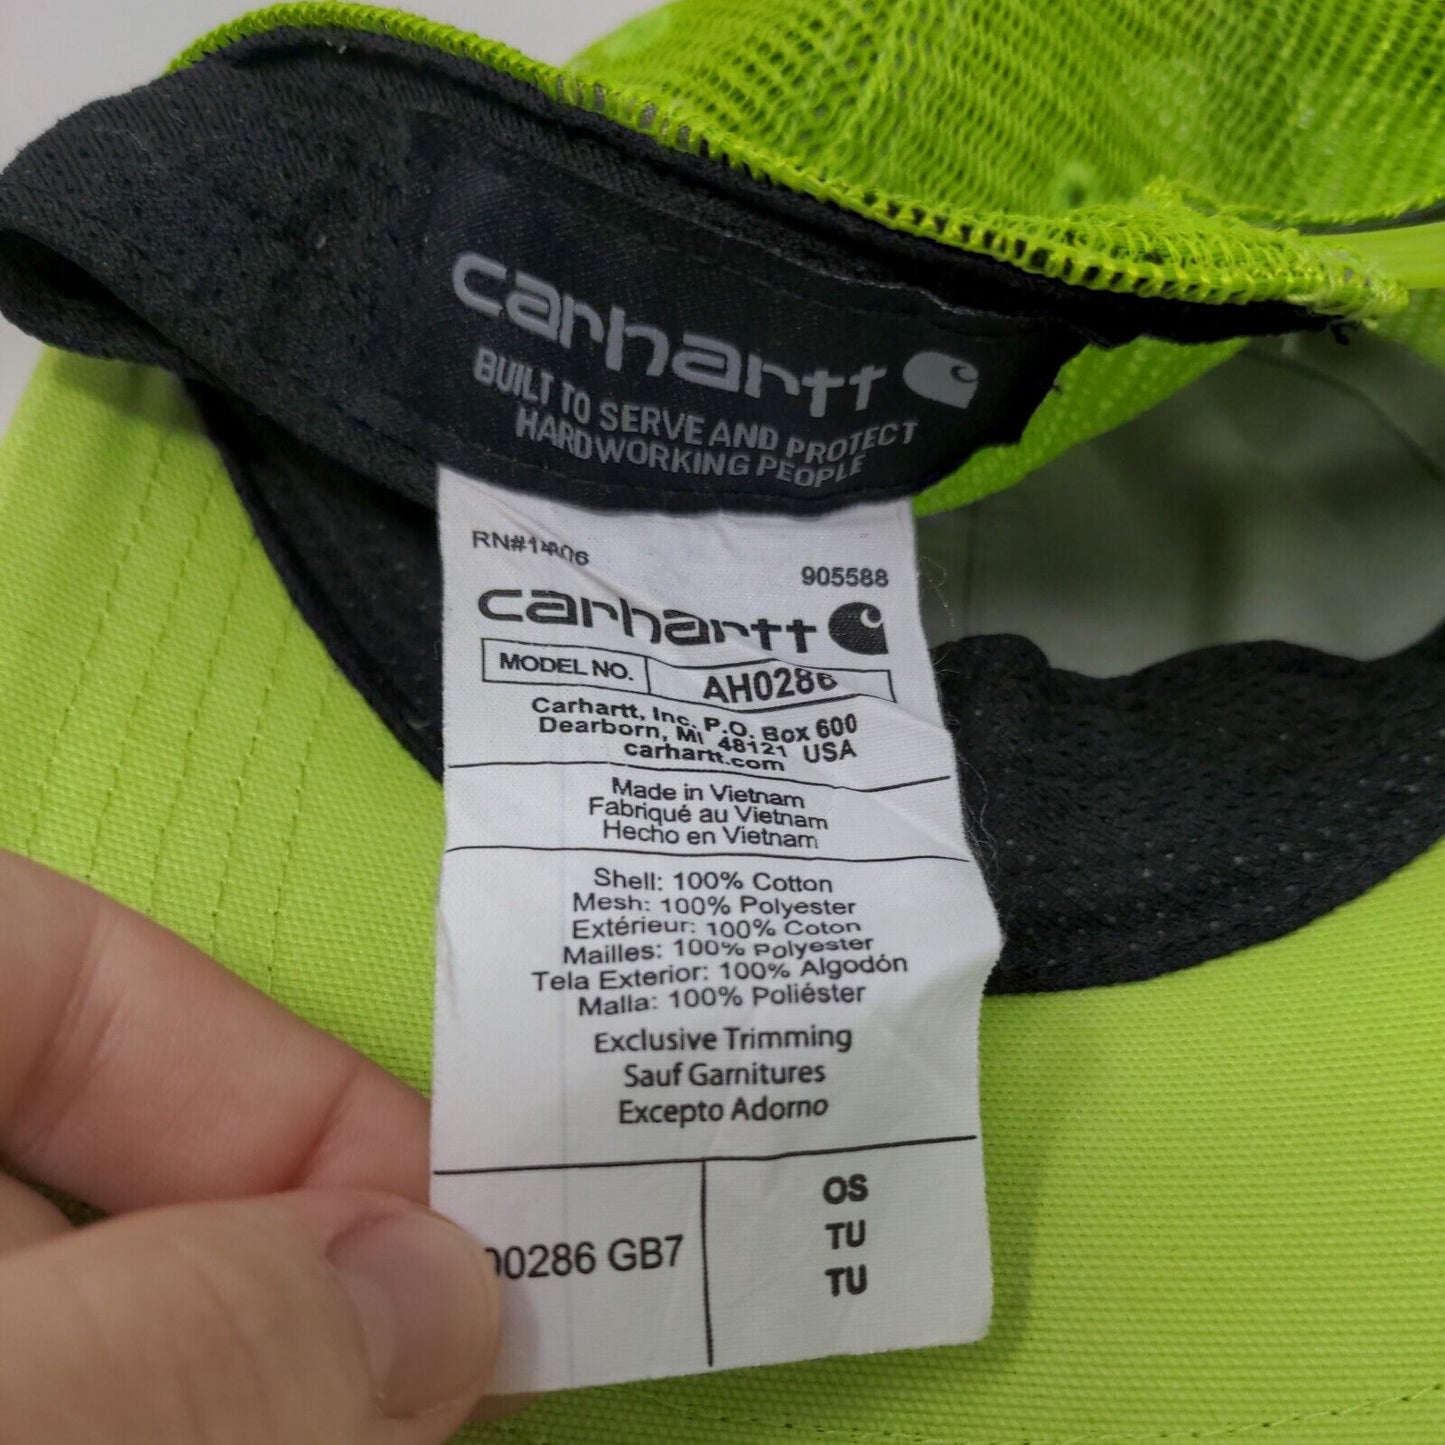 carhartt
BUILT TO SERVE AND PROTECT
HARDWORKING PEOPLE
905588
carhartt
MODEL NO. AH0286
Carhartt, Inc. P.O. Box 600
Dearborn, MI 48121 USA
carhartt.com
Made in Vietnam
Fabriqué au Vietnam
Hecho en Vietnam
Shell: 100% Cotton
Mesh: 100% Polyester
Extérieur: 100% Coton
Mailles: 100% Polyester
Tela Exterior: 100% Algodón
Malla: 100% Poliéster
Exclusive Trimming
Sauf Garnitures
Excepto Adorno
GB7
OS
TU
TU